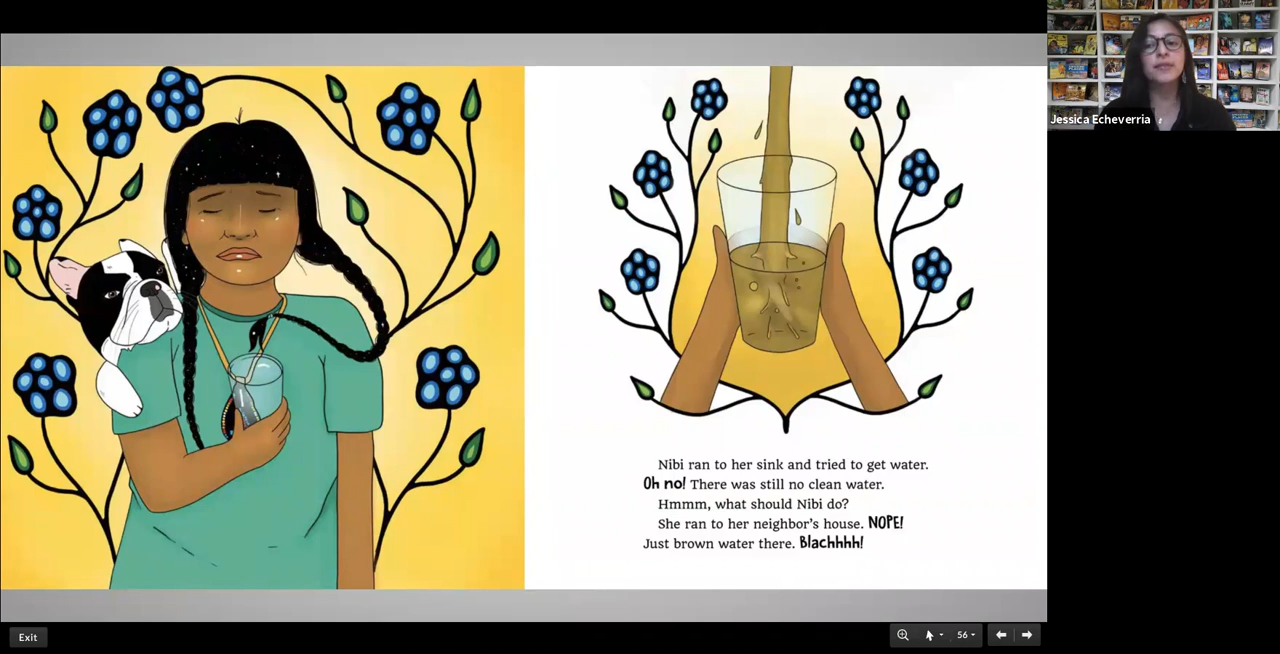 Jessica Echeverria
Nibi ran to her sink and tried to get water.
Oh no! There was still no clean water.
Hmmm, what should Nibi do?
She ran to her neighbor's house. NOPE!
Just brown water there. Blachhhh!
Exit
56